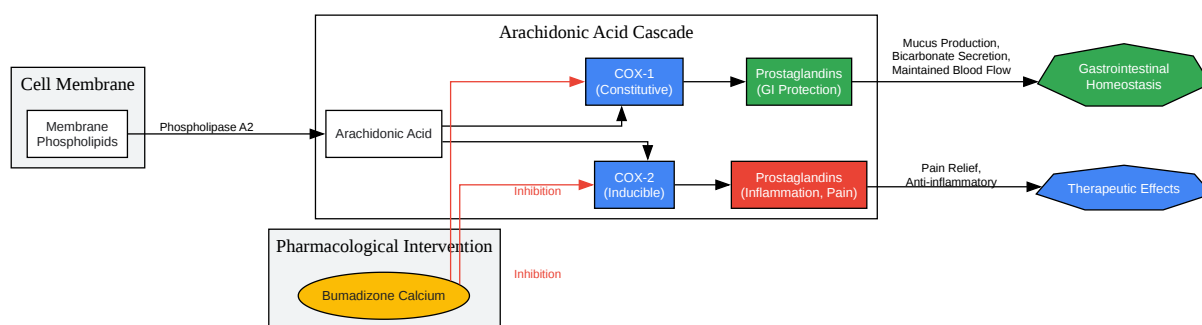 Arachidonic Acid Cascade
Cell Membrane
Membrane
Phospholipids
Phospholipase A2
Arachidonic Acid
COX-1
(Constitutive)
Prostaglandins
(GI Protection)
Mucus Production,
Bicarbonate Secretion,
Maintained Blood Flow
Gastrointestinal
Homeostasis
COX-2
(Inducible)
Prostaglandins
(Inflammation, Pain)
Pain Relief,
Anti-inflammatory
Therapeutic Effects
Inhibition
Pharmacological Intervention
Inhibition
Bumadizone Calcium